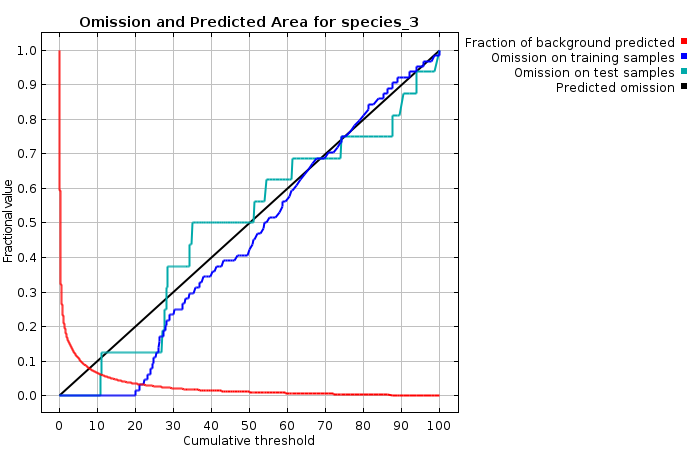 Omission and Predicted Area for species_3
Fraction of background predicted
Omission on training samples
Omission on test samples
Predicted omission
Fractional value
1.0
0.9
0.8
0.7
0.6
0.5
0.4
0.3
0.2
0.1
0.0
0 10 20 30 40 50 60 70 80 90 100
Cumulative threshold